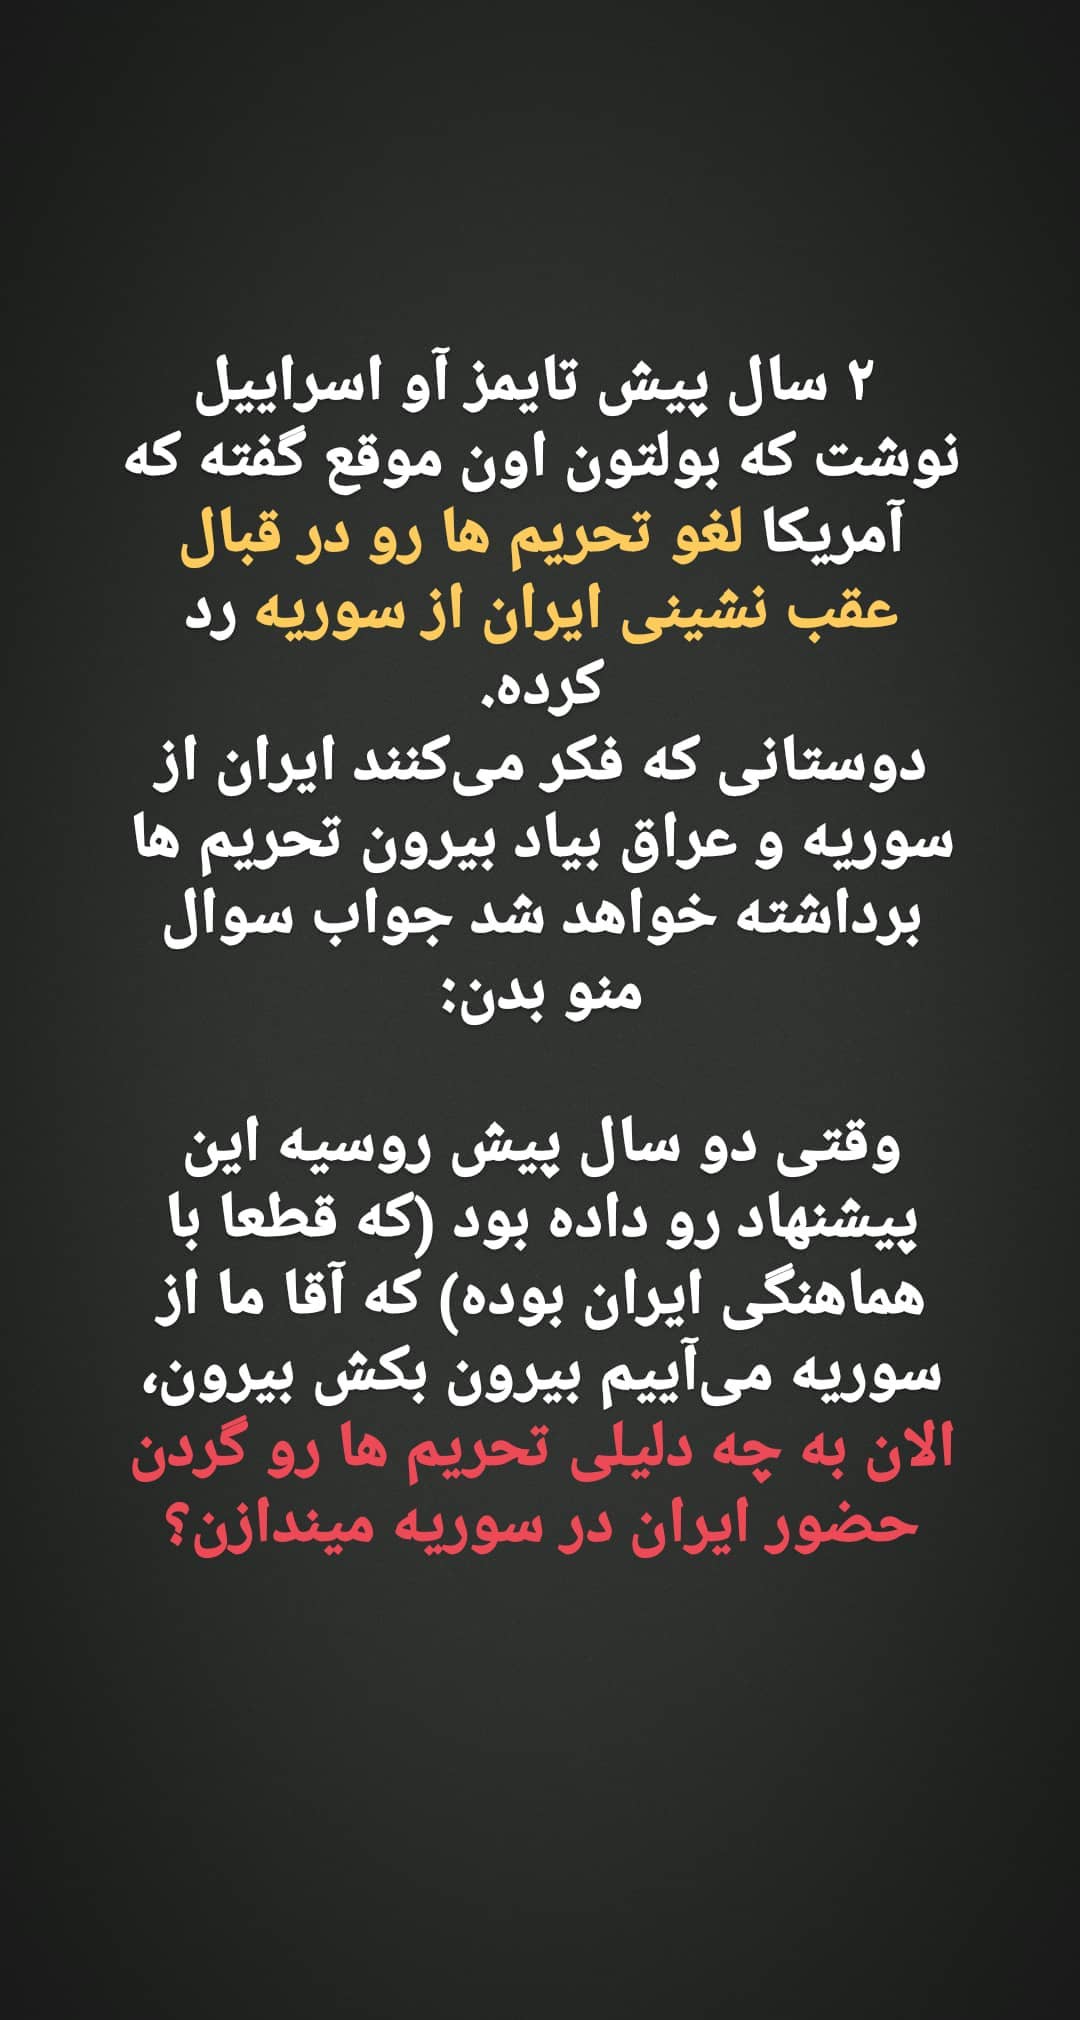 ۲ سال پیش تایمز آو اسراییل
نوشت که بولتون اون موقع گفته که
آمریکا لغو تحریم ها رو در قبال
عقب نشینی ایران از سوریه رد
کرده.
دوستانی که فکر می‌کنند ایران از
سوریه و عراق بیاد بیرون تحریم ها
برداشته خواهد شد جواب سوال
منو بدن:
وقتی دو سال پیش روسیه این
پیشنهاد رو داده بود (که قطعا با
هماهنگی ایران بوده) که آقا ما از
سوریه می‌آییم بیرون بکش بیرون،
الان به چه دلیلی تحریم ها رو گردن
حضور ایران در سوریه میندازن؟